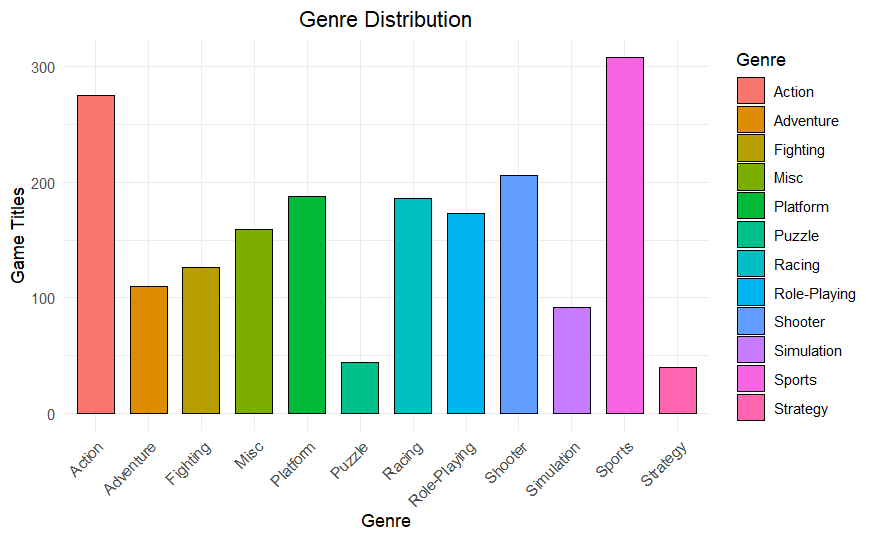 Genre Distribution
Game Titles
300
200
100
0
Action
Adventure
Fighting
Misc
Platform
Puzzle
Racing
Role-Playing
Shooter
Simulation
Sports
Strategy
Genre
Genre
Action
Adventure
Fighting
Misc
Platform
Puzzle
Racing
Role-Playing
Shooter
Simulation
Sports
Strategy